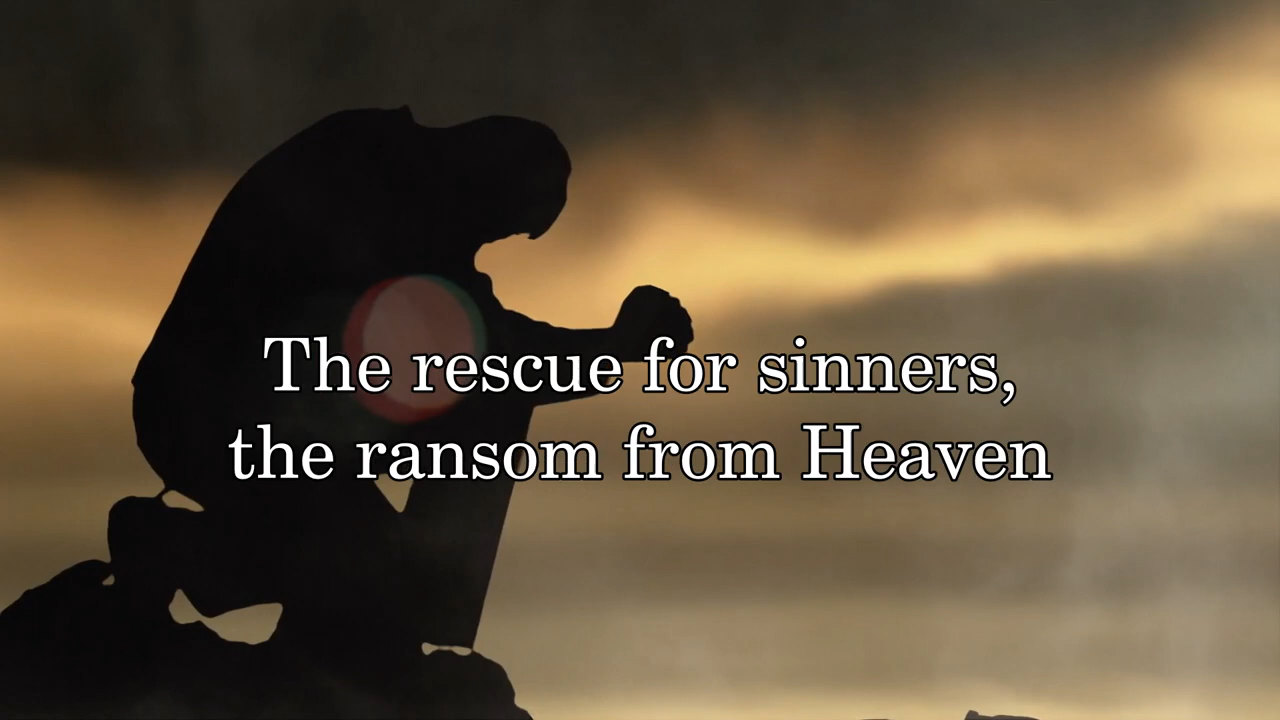 The rescue for sinners,
the ransom from Heaven